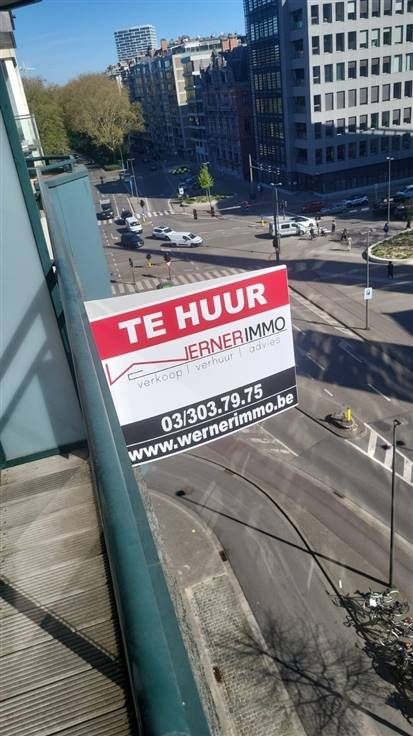 TE HUUR
WERNERIMMO
verkoop | verhuur | advies
03/303.79.75
www.wernerimmo.be